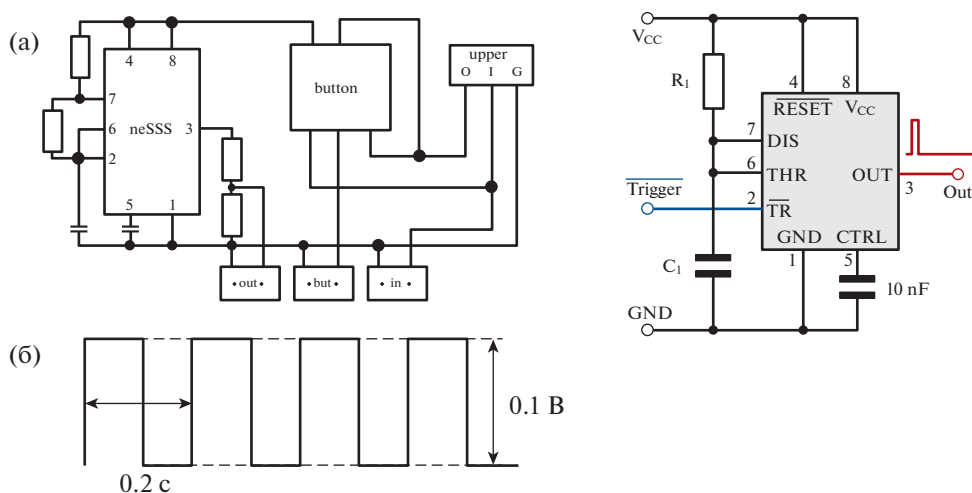 (а)
4 8
7
6
2
neSSS
3
5 1
button
upper
O I G
out
but
in
(б)
0.1 В
0.2 с
V_CC
R₁
4 8
RESET V_CC
7
DIS
6
THR
OUT
3
Out
Trigger
2
TR
GND CTRL
1 5
C₁
10 nF
GND